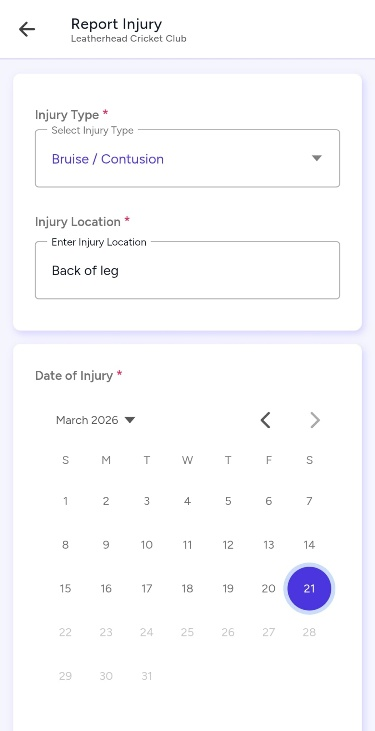 Report Injury
Leatherhead Cricket Club
Injury Type *
Select Injury Type
Bruise / Contusion
Injury Location *
Enter Injury Location
Back of leg
Date of Injury *
March 2026
S M T W T F S
1 2 3 4 5 6 7
8 9 10 11 12 13 14
15 16 17 18 19 20 21
22 23 24 25 26 27 28
29 30 31